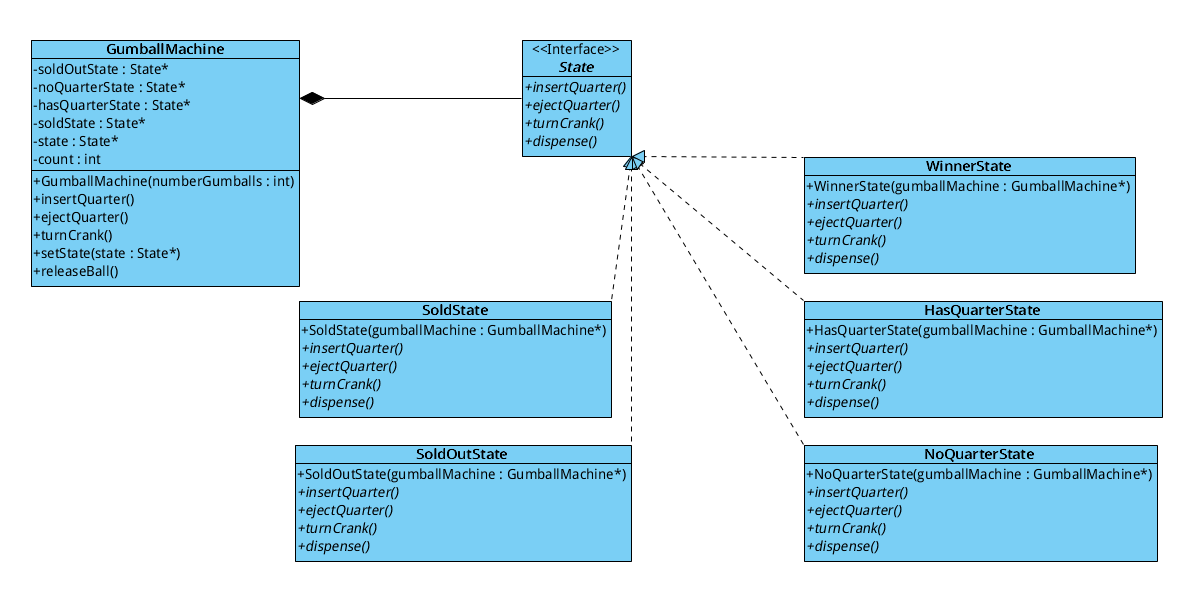 GumballMachine
-soldOutState : State*
-noQuarterState : State*
-hasQuarterState : State*
-soldState : State*
-state : State*
-count : int
+GumballMachine(numberGumballs : int)
+insertQuarter()
+ejectQuarter()
+turnCrank()
+setState(state : State*)
+releaseBall()
<<Interface>>
State
+insertQuarter()
+ejectQuarter()
+turnCrank()
+dispense()
WinnerState
+WinnerState(gumballMachine : GumballMachine*)
+insertQuarter()
+ejectQuarter()
+turnCrank()
+dispense()
SoldState
+SoldState(gumballMachine : GumballMachine*)
+insertQuarter()
+ejectQuarter()
+turnCrank()
+dispense()
HasQuarterState
+HasQuarterState(gumballMachine : GumballMachine*)
+insertQuarter()
+ejectQuarter()
+turnCrank()
+dispense()
SoldOutState
+SoldOutState(gumballMachine : GumballMachine*)
+insertQuarter()
+ejectQuarter()
+turnCrank()
+dispense()
NoQuarterState
+NoQuarterState(gumballMachine : GumballMachine*)
+insertQuarter()
+ejectQuarter()
+turnCrank()
+dispense()